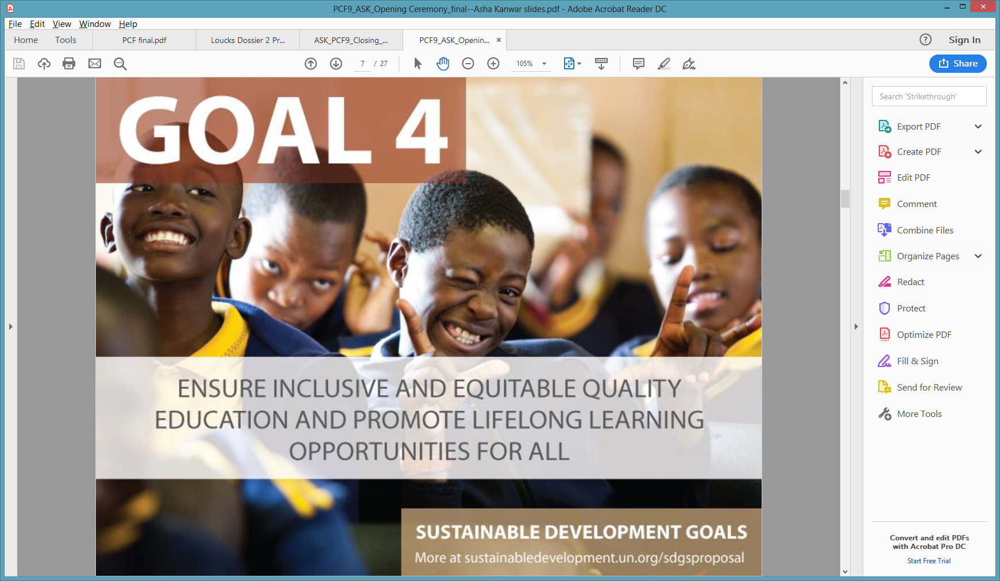 PCF9_ASK_Opening Ceremony_final--Asha Kanwar slides.pdf - Adobe Acrobat Reader DC
File Edit View Window Help
Home Tools PCF final.pdf Loucks Dossier 2 Pr... ASK_PCF9_Closing_... PCF9_ASK_Openin...
Sign In
7 / 27 105%
Share
GOAL 4
ENSURE INCLUSIVE AND EQUITABLE QUALITY
EDUCATION AND PROMOTE LIFELONG LEARNING
OPPORTUNITIES FOR ALL
SUSTAINABLE DEVELOPMENT GOALS
More at sustainabledevelopment.un.org/sdgsproposal
Search 'Strikethrough'
Export PDF
Create PDF
Edit PDF
Comment
Combine Files
Organize Pages
Redact
Protect
Optimize PDF
Fill & Sign
Send for Review
More Tools
Convert and edit PDFs
with Acrobat Pro DC
Start Free Trial